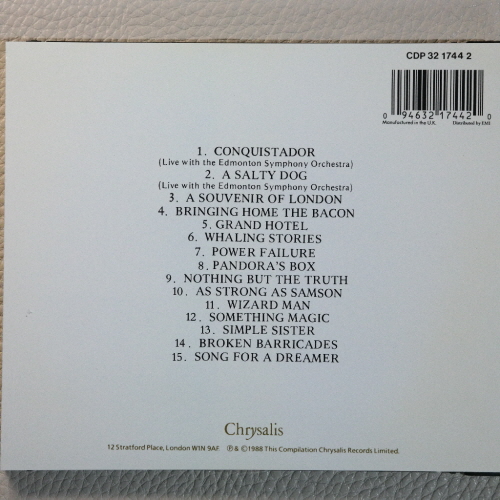 CDP 32 1744 2
0 94632 17442 0
Manufactured in the U.K. Distributed by EMI
1. CONQUISTADOR
(Live with the Edmonton Symphony Orchestra)
2. A SALTY DOG
(Live with the Edmonton Symphony Orchestra)
3. A SOUVENIR OF LONDON
4. BRINGING HOME THE BACON
5. GRAND HOTEL
6. WHALING STORIES
7. POWER FAILURE
8. PANDORA'S BOX
9. NOTHING BUT THE TRUTH
10. AS STRONG AS SAMSON
11. WIZARD MAN
12. SOMETHING MAGIC
13. SIMPLE SISTER
14. BROKEN BARRICADES
15. SONG FOR A DREAMER
Chrysalis
12 Stratford Place, London W1N 9AF. ℗ & ©1988 This Compilation Chrysalis Records Limited.